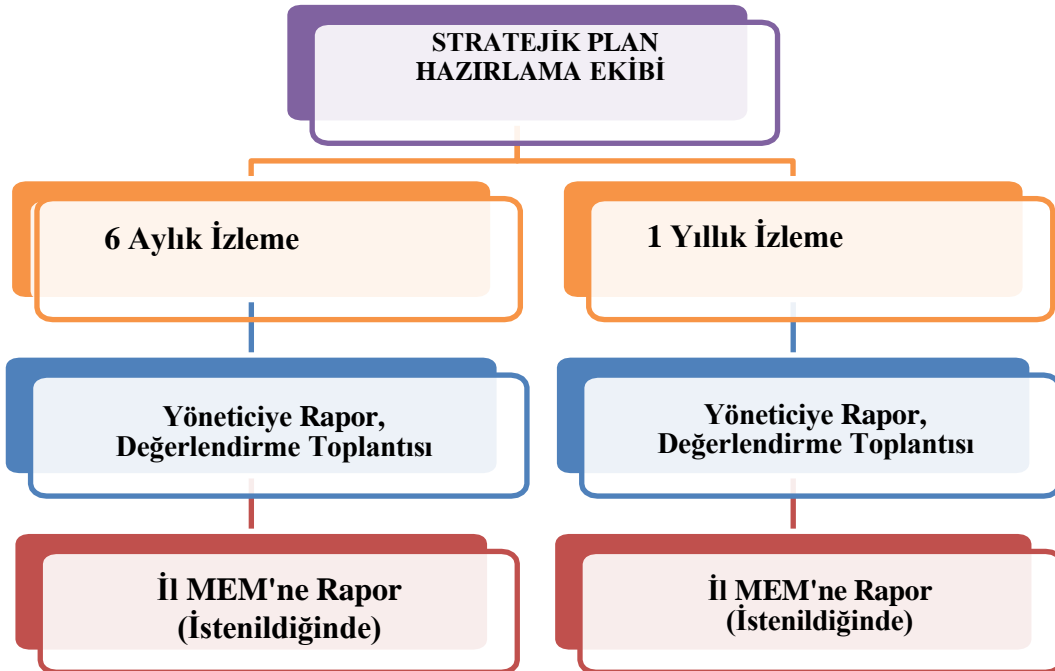 STRATEJİK PLAN
HAZIRLAMA EKİBİ
6 Aylık İzleme
1 Yıllık İzleme
Yöneticiye Rapor,
Değerlendirme Toplantısı
Yöneticiye Rapor,
Değerlendirme Toplantısı
İl MEM'ne Rapor
(İstenildiğinde)
İl MEM'ne Rapor
(İstenildiğinde)